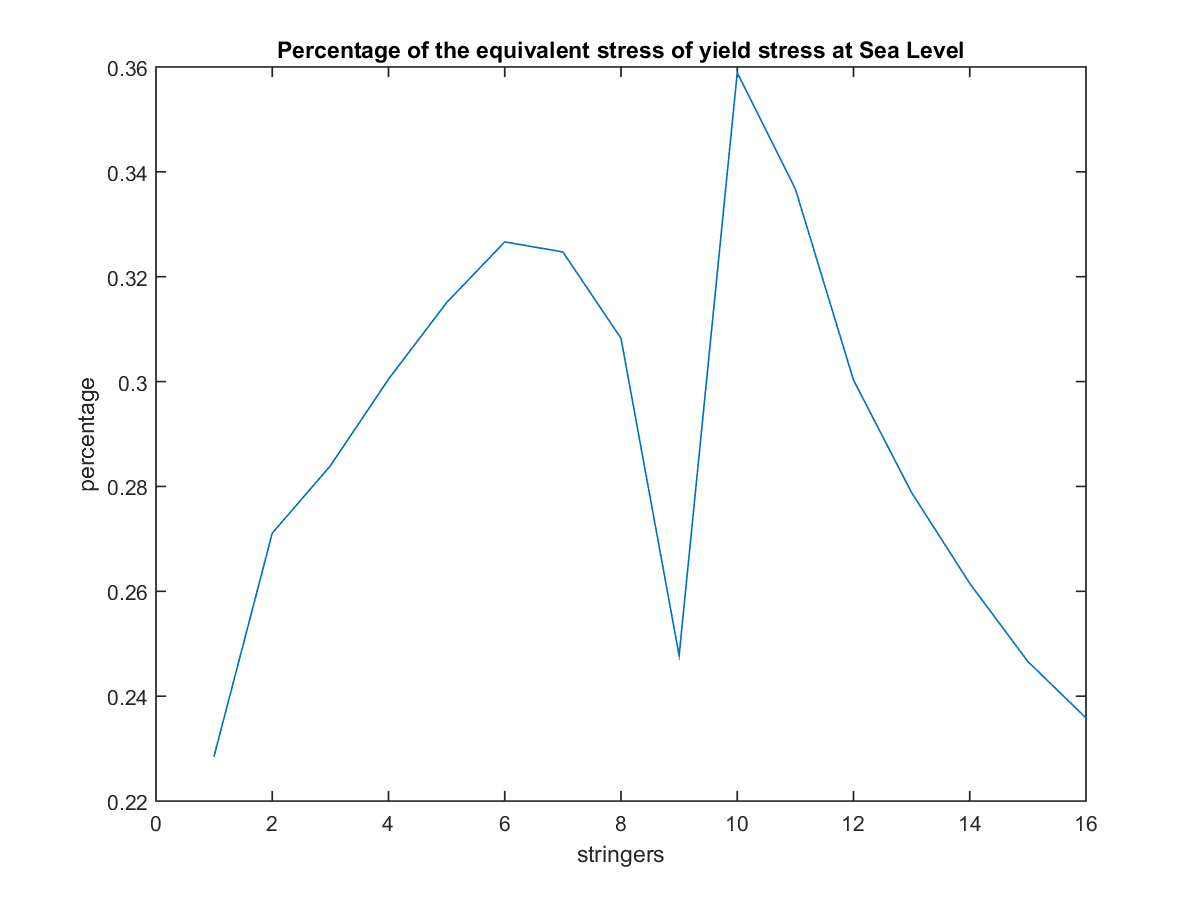 Percentage of the equivalent stress of yield stress at Sea Level
0.36
0.34
0.32
0.3
0.28
0.26
0.24
0.22
percentage
0 2 4 6 8 10 12 14 16
stringers